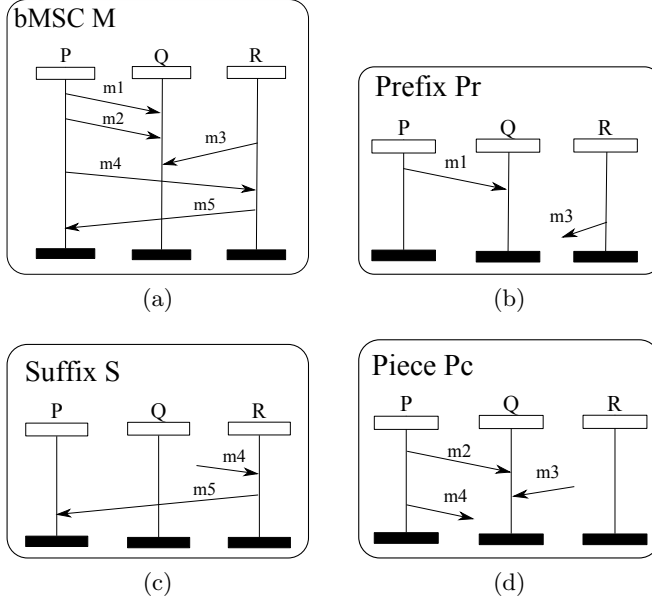 bMSC M
P Q R
m1
m2
m3
m4
m5
(a)
Prefix Pr
P Q R
m1
m3
(b)
Suffix S
P Q R
m4
m5
(c)
Piece Pc
P Q R
m2
m3
m4
(d)